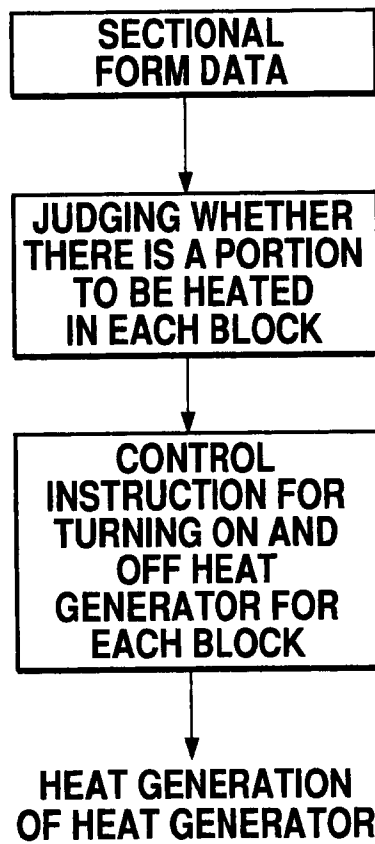 SECTIONAL
FORM DATA
JUDGING WHETHER
THERE IS A PORTION
TO BE HEATED
IN EACH BLOCK
CONTROL
INSTRUCTION FOR
TURNING ON AND
OFF HEAT
GENERATOR FOR
EACH BLOCK
HEAT GENERATION
OF HEAT GENERATOR